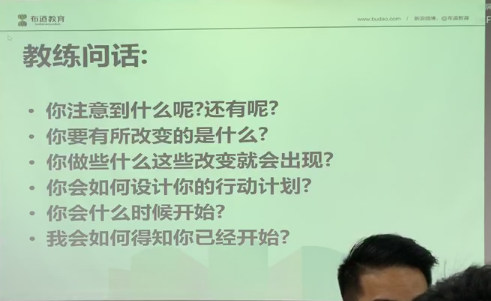 布道教育
www.budao.com / 新浪微博：@布道教育
教练问话:
• 你注意到什么呢?还有呢?
• 你要有所改变的是什么?
• 你做些什么这些改变就会出现?
• 你会如何设计你的行动计划?
• 你会什么时候开始?
• 我会如何得知你已经开始?